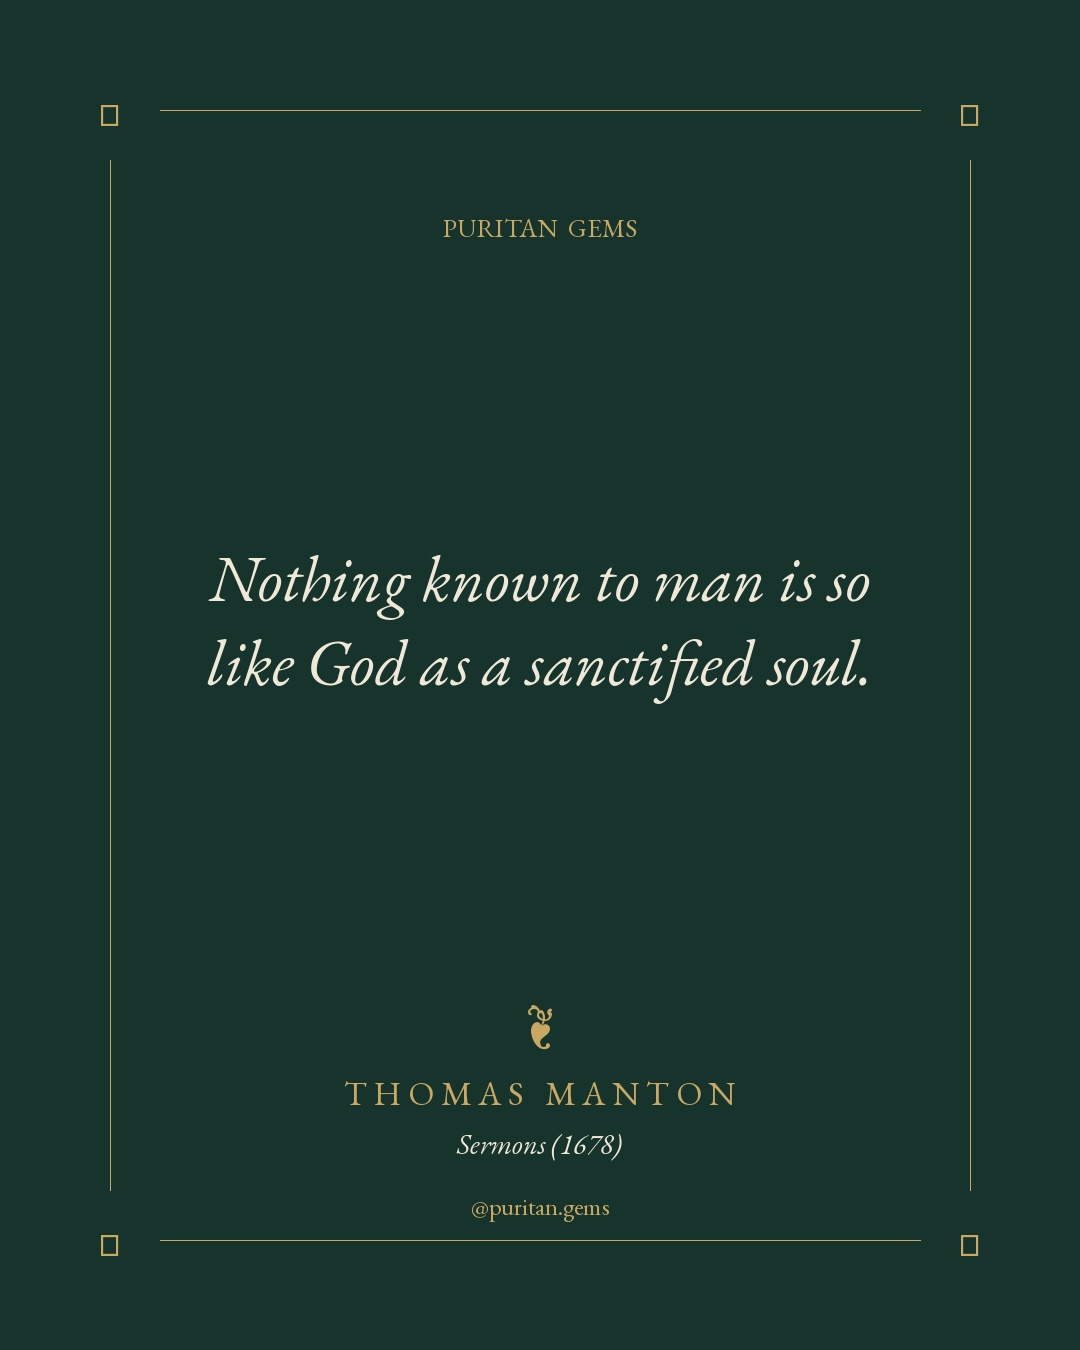 PURITAN GEMS
Nothing known to man is so
like God as a sanctified soul.
THOMAS MANTON
Sermons (1678)
@puritan.gems